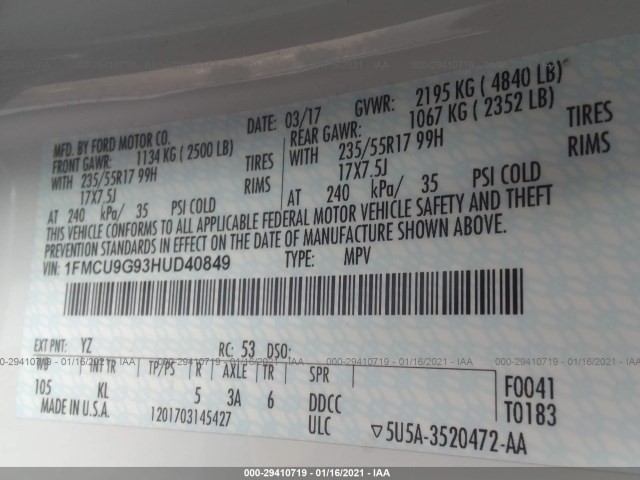 MFD. BY FORD MOTOR CO.
DATE: 03/17 GVWR: 2195 KG ( 4840 LB)
FRONT GAWR: 1134 KG ( 2500 LB) REAR GAWR: 1067 KG ( 2352 LB)
WITH 235/55R17 99H TIRES WITH 235/55R17 99H TIRES
17X7.5J RIMS 17X7.5J RIMS
AT 240 kPa/ 35 PSI COLD AT 240 kPa/ 35 PSI COLD
THIS VEHICLE CONFORMS TO ALL APPLICABLE FEDERAL MOTOR VEHICLE SAFETY AND THEFT
PREVENTION STANDARDS IN EFFECT ON THE DATE OF MANUFACTURE SHOWN ABOVE.
VIN: 1FMCU9G93HUD40849 TYPE: MPV
EXT PNT: YZ RC: 53 DSO:
000-29410719 - 01/16/2021 - IAA 000-29410719 - 01/16/2021 - IAA 000-29410719 - 01/16/2021 - IAA
WB INT TR TP/PS R AXLE TR SPR F0041
105 KL 5 3A 6 DDCC T0183
MADE IN U.S.A. 1201703145427 ULC ▽5U5A-3520472-AA
000-29410719 - 01/16/2021 - IAA